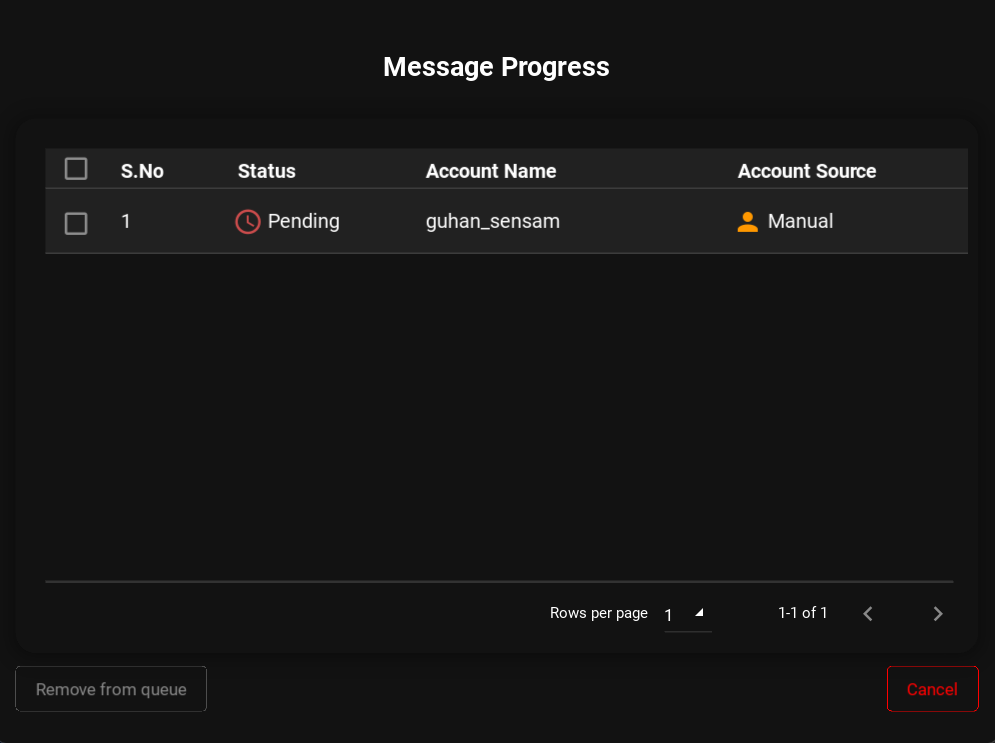 Message Progress
S.No Status Account Name Account Source
1 Pending guhan_sensam Manual
Rows per page 1 1-1 of 1
Remove from queue Cancel